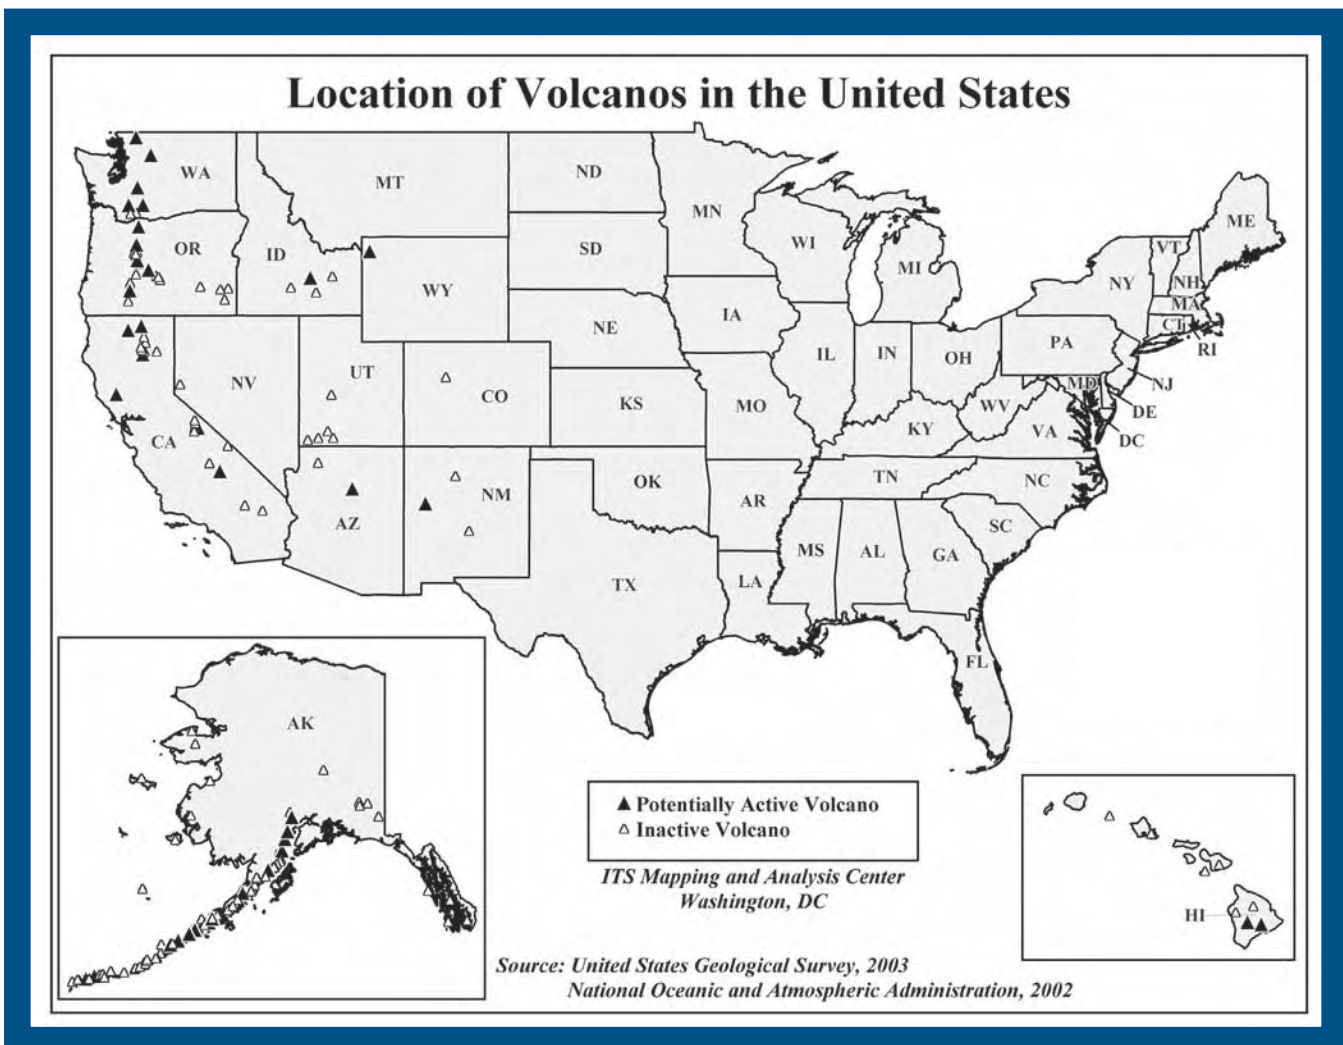 Location of Volcanos in the United States
WA
MT
ND
MN
ME
OR
ID
SD
WI
MI
VT
NH
NY
MA
CT
RI
WY
IA
NE
PA
NJ
NV
UT
CO
IL
IN
OH
MD
DE
DC
WV
VA
KS
MO
KY
CA
AZ
NM
OK
AR
TN
NC
SC
MS
AL
GA
TX
LA
FL
AK
Potentially Active Volcano
Inactive Volcano
ITS Mapping and Analysis Center
Washington, DC
HI
Source: United States Geological Survey, 2003
National Oceanic and Atmospheric Administration, 2002